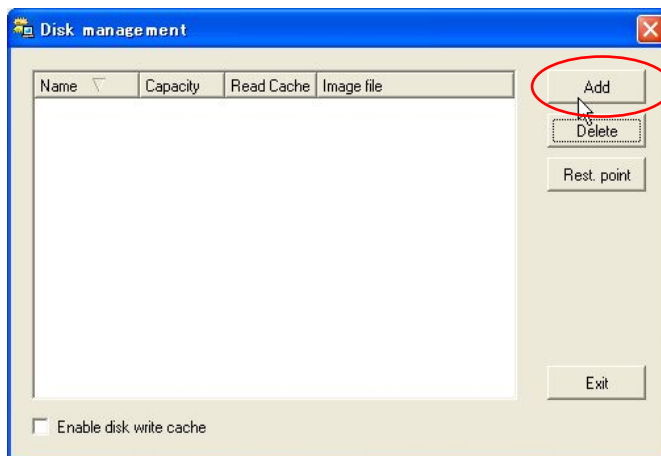 Disk management
Name Capacity Read Cache Image file
Add
Delete
Rest. point
Exit
Enable disk write cache